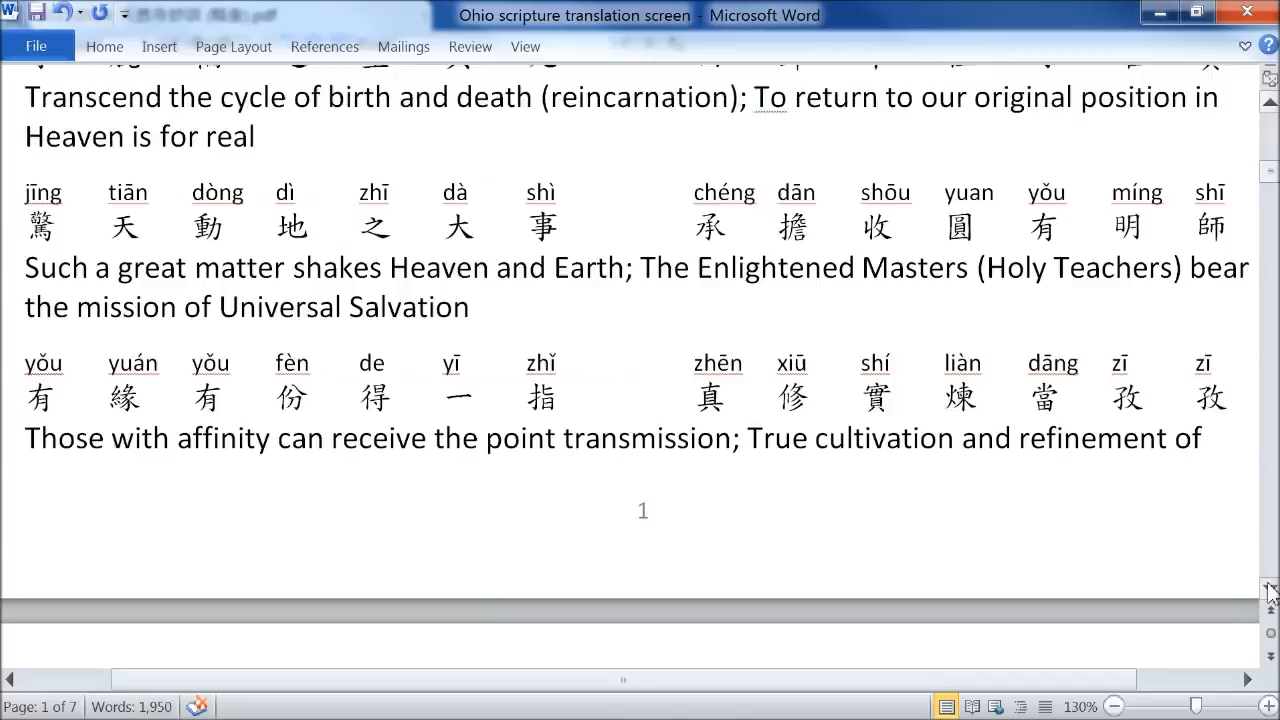 Ohio scripture translation screen - Microsoft Word
File Home Insert Page Layout References Mailings Review View
Transcend the cycle of birth and death (reincarnation); To return to our original position in
Heaven is for real
jīng tiān dòng dì zhī dà shì chéng dān shōu yuan yǒu míng shī
驚 天 動 地 之 大 事 承 擔 收 圓 有 明 師
Such a great matter shakes Heaven and Earth; The Enlightened Masters (Holy Teachers) bear
the mission of Universal Salvation
yǒu yuán yǒu fèn de yī zhǐ zhēn xiū shí liàn dāng zī zī
有 緣 有 份 得 一 指 真 修 實 煉 當 孜 孜
Those with affinity can receive the point transmission; True cultivation and refinement of
1
Page: 1 of 7 Words: 1,950 130%